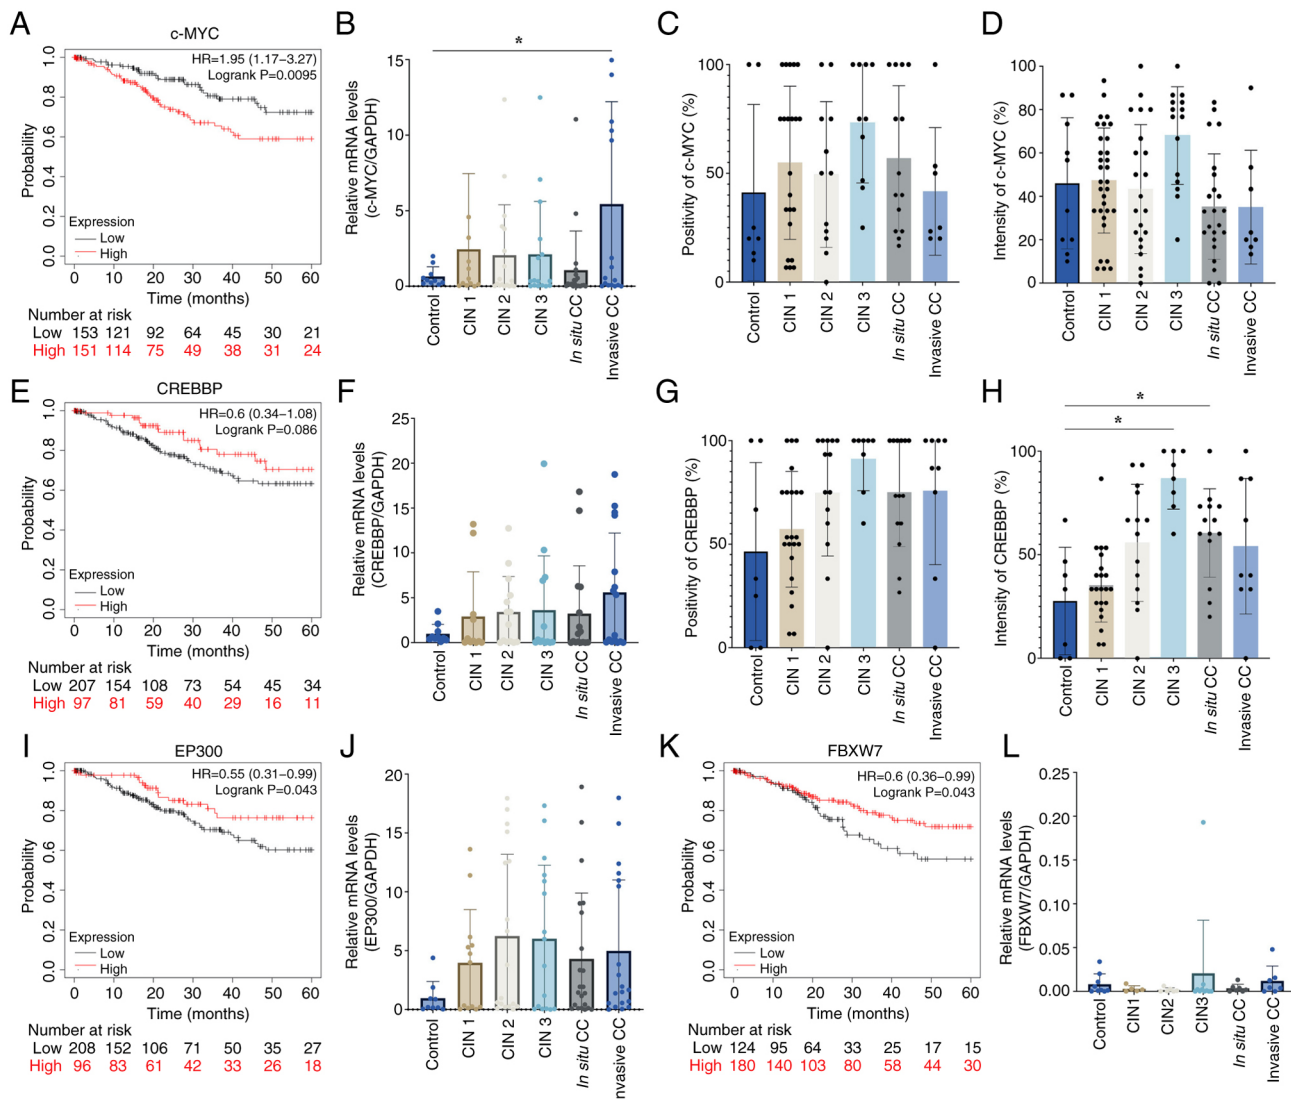 A
c-MYC
HR=1.95 (1.17−3.27)
Logrank P=0.0095
Probability
1.0
0.8
0.6
0.4
0.2
0.0
Expression
Low
High
0 10 20 30 40 50 60
Time (months)
Number at risk
Low 153 121 92 64 45 30 21
High 151 114 75 49 38 31 24
B
*
Relative mRNA levels
(c-MYC/GAPDH)
15
10
5
0
Control
CIN 1
CIN 2
CIN 3
In situ CC
Invasive CC
C
Positivity of c-MYC (%)
100
50
0
Control
CIN 1
CIN 2
CIN 3
In situ CC
Invasive CC
D
Intensity of c-MYC (%)
100
80
60
40
20
0
Control
CIN 1
CIN 2
CIN 3
In situ CC
Invasive CC
E
CREBBP
HR=0.6 (0.34−1.08)
Logrank P=0.086
Probability
1.0
0.8
0.6
0.4
0.2
0.0
Expression
Low
High
0 10 20 30 40 50 60
Time (months)
Number at risk
Low 207 154 108 73 54 45 34
High 97 81 59 40 29 16 11
F
Relative mRNA levels
(CREBBP/GAPDH)
25
20
15
10
5
0
Control
CIN 1
CIN 2
CIN 3
In situ CC
Invasive CC
G
Positivity of CREBBP (%)
100
50
0
Control
CIN 1
CIN 2
CIN 3
In situ CC
Invasive CC
H
*
*
Intensity of CREBBP (%)
100
80
60
40
20
0
Control
CIN 1
CIN 2
CIN 3
In situ CC
Invasive CC
I
EP300
HR=0.55 (0.31−0.99)
Logrank P=0.043
Probability
1.0
0.8
0.6
0.4
0.2
0.0
Expression
Low
High
0 10 20 30 40 50 60
Time (months)
Number at risk
Low 208 152 106 71 50 35 27
High 96 83 61 42 33 26 18
J
Relative mRNA levels
(EP300/GAPDH)
20
15
10
5
0
Control
CIN 1
CIN 2
CIN 3
In situ CC
nvasive CC
K
FBXW7
HR=0.6 (0.36−0.99)
Logrank P=0.043
Probability
1.0
0.8
0.6
0.4
0.2
0.0
Expression
Low
High
0 10 20 30 40 50 60
Time (months)
Number at risk
Low 124 95 64 33 25 17 15
High 180 140 103 80 58 44 30
L
Relative mRNA levels
(FBXW7/GAPDH)
0.25
0.20
0.15
0.10
0.05
0.00
Control
CIN1
CIN2
CIN3
In situ CC
Invasive CC